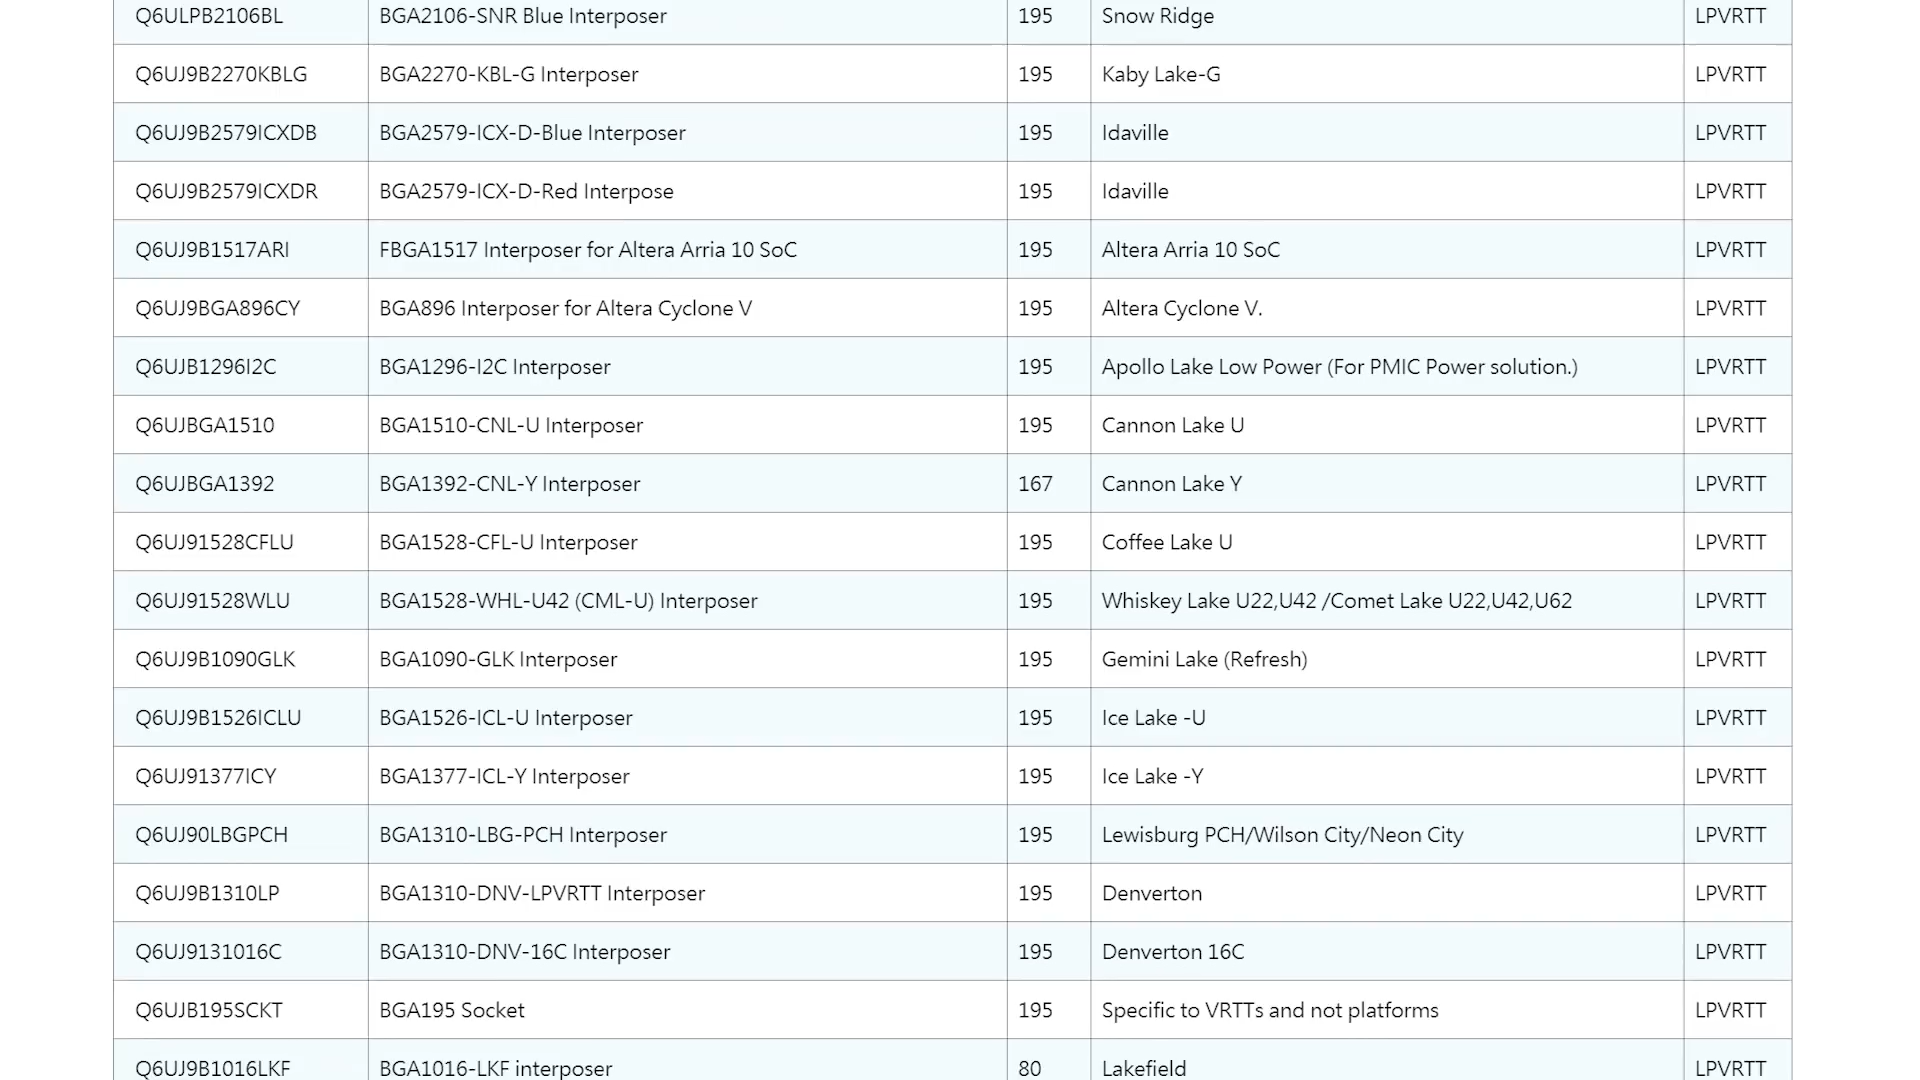 Q6ULPB2106BL BGA2106-SNR Blue Interposer 195 Snow Ridge LPVRTT
Q6UJ9B2270KBLG BGA2270-KBL-G Interposer 195 Kaby Lake-G LPVRTT
Q6UJ9B2579ICXDB BGA2579-ICX-D-Blue Interposer 195 Idaville LPVRTT
Q6UJ9B2579ICXDR BGA2579-ICX-D-Red Interpose 195 Idaville LPVRTT
Q6UJ9B1517ARI FBGA1517 Interposer for Altera Arria 10 SoC 195 Altera Arria 10 SoC LPVRTT
Q6UJ9BGA896CY BGA896 Interposer for Altera Cyclone V 195 Altera Cyclone V. LPVRTT
Q6UJB1296I2C BGA1296-I2C Interposer 195 Apollo Lake Low Power (For PMIC Power solution.) LPVRTT
Q6UJBGA1510 BGA1510-CNL-U Interposer 195 Cannon Lake U LPVRTT
Q6UJBGA1392 BGA1392-CNL-Y Interposer 167 Cannon Lake Y LPVRTT
Q6UJ91528CFLU BGA1528-CFL-U Interposer 195 Coffee Lake U LPVRTT
Q6UJ91528WLU BGA1528-WHL-U42 (CML-U) Interposer 195 Whiskey Lake U22,U42 /Comet Lake U22,U42,U62 LPVRTT
Q6UJ9B1090GLK BGA1090-GLK Interposer 195 Gemini Lake (Refresh) LPVRTT
Q6UJ9B1526ICLU BGA1526-ICL-U Interposer 195 Ice Lake -U LPVRTT
Q6UJ91377ICY BGA1377-ICL-Y Interposer 195 Ice Lake -Y LPVRTT
Q6UJ90LBGPCH BGA1310-LBG-PCH Interposer 195 Lewisburg PCH/Wilson City/Neon City LPVRTT
Q6UJ9B1310LP BGA1310-DNV-LPVRTT Interposer 195 Denverton LPVRTT
Q6UJ9131016C BGA1310-DNV-16C Interposer 195 Denverton 16C LPVRTT
Q6UJB195SCKT BGA195 Socket 195 Specific to VRTTs and not platforms LPVRTT
Q6UJ9B1016LKF BGA1016-LKF interposer 80 Lakefield LPVRTT